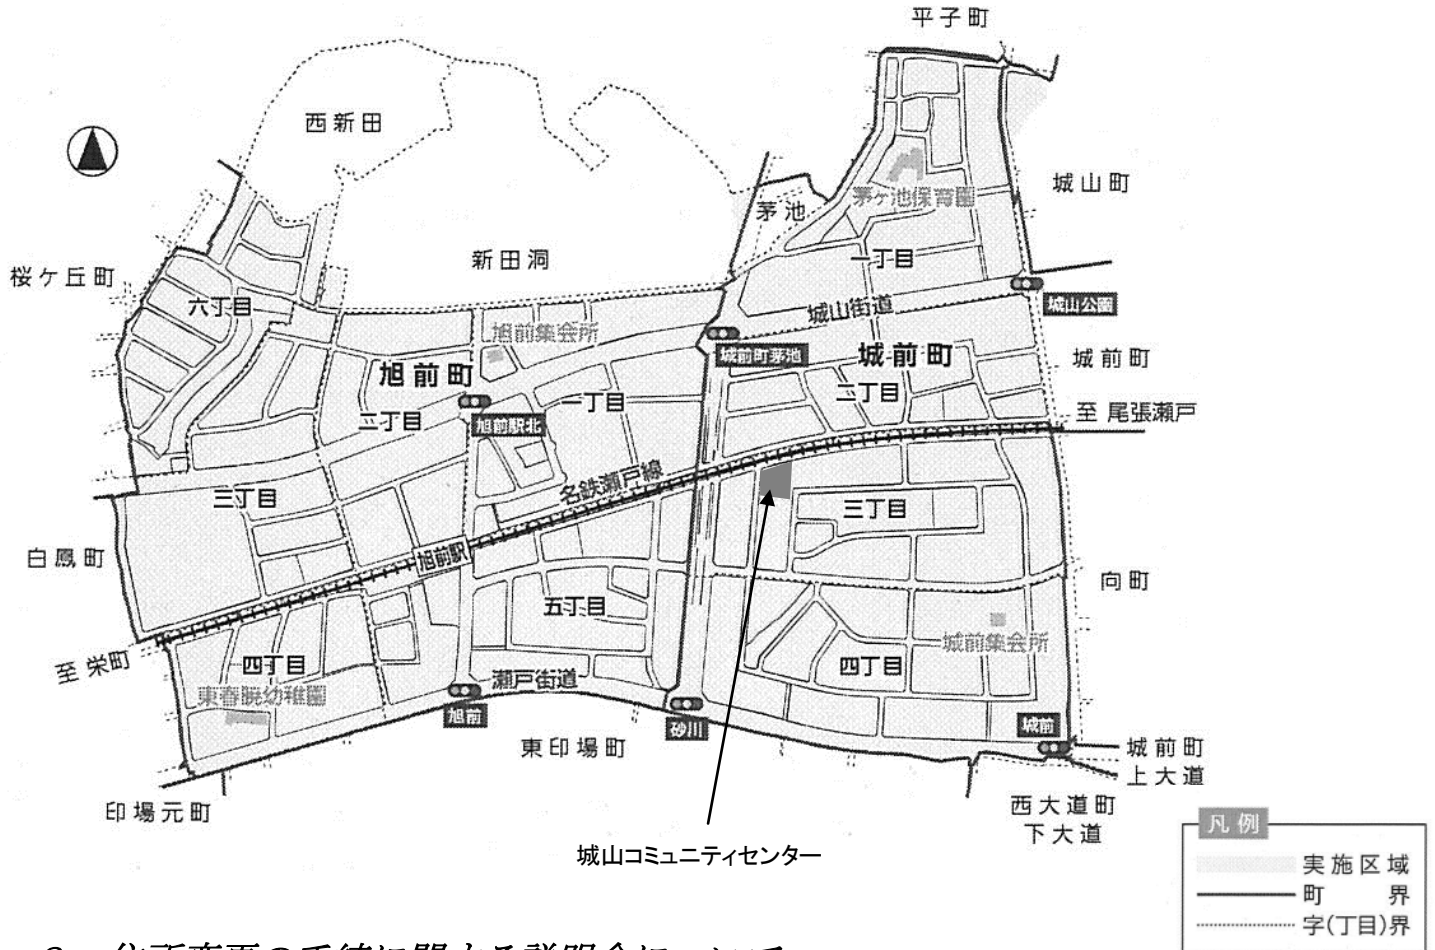 平子町
西新田
城山町
茅ヶ池保育園
茅池
新田洞
一丁目
桜ケ丘町
六丁目
城山街道
城山公園
旭前集会所
城前町茅池
城前町
城前町
旭前町
二丁目
一丁目
二丁目
旭前駅北
至 尾張瀬戸
名鉄瀬戸線
三丁目
三丁目
白鳳町
旭前駅
向町
五丁目
城前集会所
至 栄町
四丁目
四丁目
東春暁幼稚園
瀬戸街道
旭前
砂川
城前
東印場町
城前町
上大道
印場元町
西大道町
下大道
城山コミュニティセンター
凡例
実施区域
町界
字(丁目)界